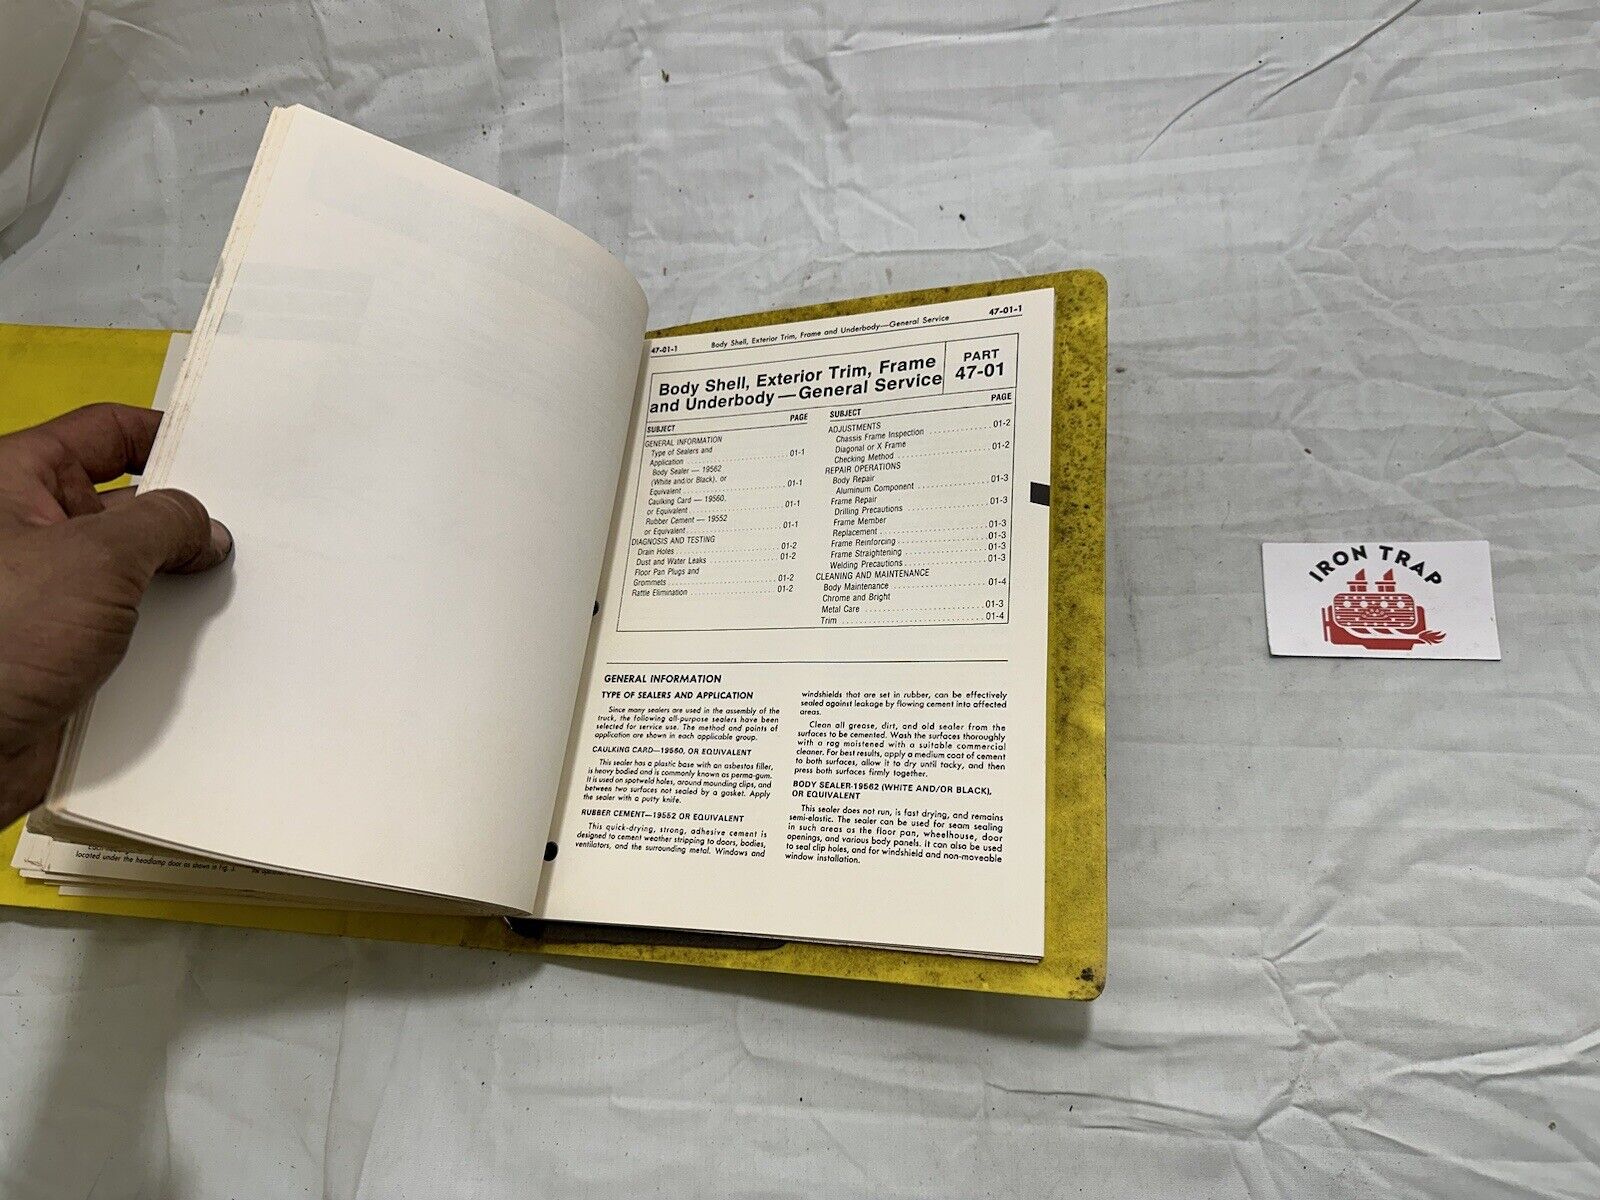 47-01-1 Body Shell, Exterior Trim, Frame and Underbody—General Service 47-01-1
Body Shell, Exterior Trim, Frame
and Underbody—General Service
PART
47-01
SUBJECT PAGE
GENERAL INFORMATION
Type of Sealers and
Application 01-1
Body Sealer — 19562
(White and/or Black), or
Equivalent 01-1
Caulking Card — 19560,
or Equivalent 01-1
Rubber Cement — 19552
or Equivalent 01-1
DIAGNOSIS AND TESTING
Drain Holes 01-2
Dust and Water Leaks 01-2
Floor Pan Plugs and
Grommets 01-2
Rattle Elimination 01-2
SUBJECT PAGE
ADJUSTMENTS
Chassis Frame Inspection 01-2
Diagonal or X Frame
Checking Method 01-2
REPAIR OPERATIONS
Body Repair
Aluminum Component 01-3
Frame Repair
Drilling Precautions 01-3
Frame Member
Replacement 01-3
Frame Reinforcing 01-3
Frame Straightening 01-3
Welding Precautions 01-3
CLEANING AND MAINTENANCE
Body Maintenance 01-4
Chrome and Bright
Metal Care 01-3
Trim 01-4
GENERAL INFORMATION
TYPE OF SEALERS AND APPLICATION
Since many sealers are used in the assembly of the
truck, the following all-purpose sealers have been
selected for service use. The method and points of
application are shown in each applicable group.
CAULKING CARD—19560, OR EQUIVALENT
This sealer has a plastic base with an asbestos filler,
is heavy bodied and is commonly known as perma-gum.
It is used on spotweld holes, around mounding clips, and
between two surfaces not sealed by a gasket. Apply
the sealer with a putty knife.
RUBBER CEMENT—19552 OR EQUIVALENT
This quick-drying, strong, adhesive cement is
designed to cement weather stripping to doors, bodies,
ventilators, and the surrounding metal. Windows and
windshields that are set in rubber, can be effectively
sealed against leakage by flowing cement into affected
areas.
Clean all grease, dirt, and old sealer from the
surfaces to be cemented. Wash the surfaces thoroughly
with a rag moistened with a suitable commercial
cleaner. For best results, apply a medium coat of cement
to both surfaces, allow it to dry until tacky, and then
press both surfaces firmly together.
BODY SEALER-19562 (WHITE AND/OR BLACK),
OR EQUIVALENT
This sealer does not run, is fast drying, and remains
semi-elastic. The sealer can be used for seam sealing
in such areas as the floor pan, wheelhouse, door
openings, and various body panels. It can also be used
to seal clip holes, and for windshield and non-moveable
window installation.
located under the headlamp door as shown in Fig. 3.
IRON TRAP